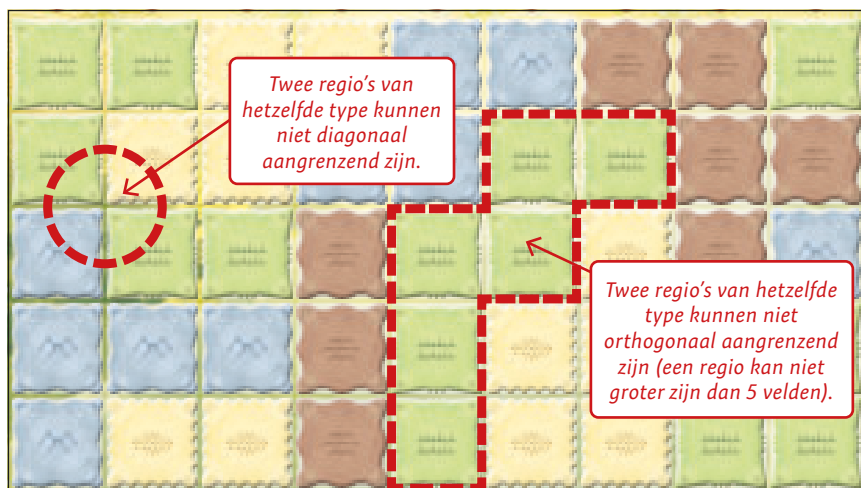 Twee regio's van
hetzelfde type kunnen
niet diagonaal
aangrenzend zijn.
Twee regio's van hetzelfde
type kunnen niet
orthogonaal aangrenzend
zijn (een regio kan niet
groter zijn dan 5 velden).